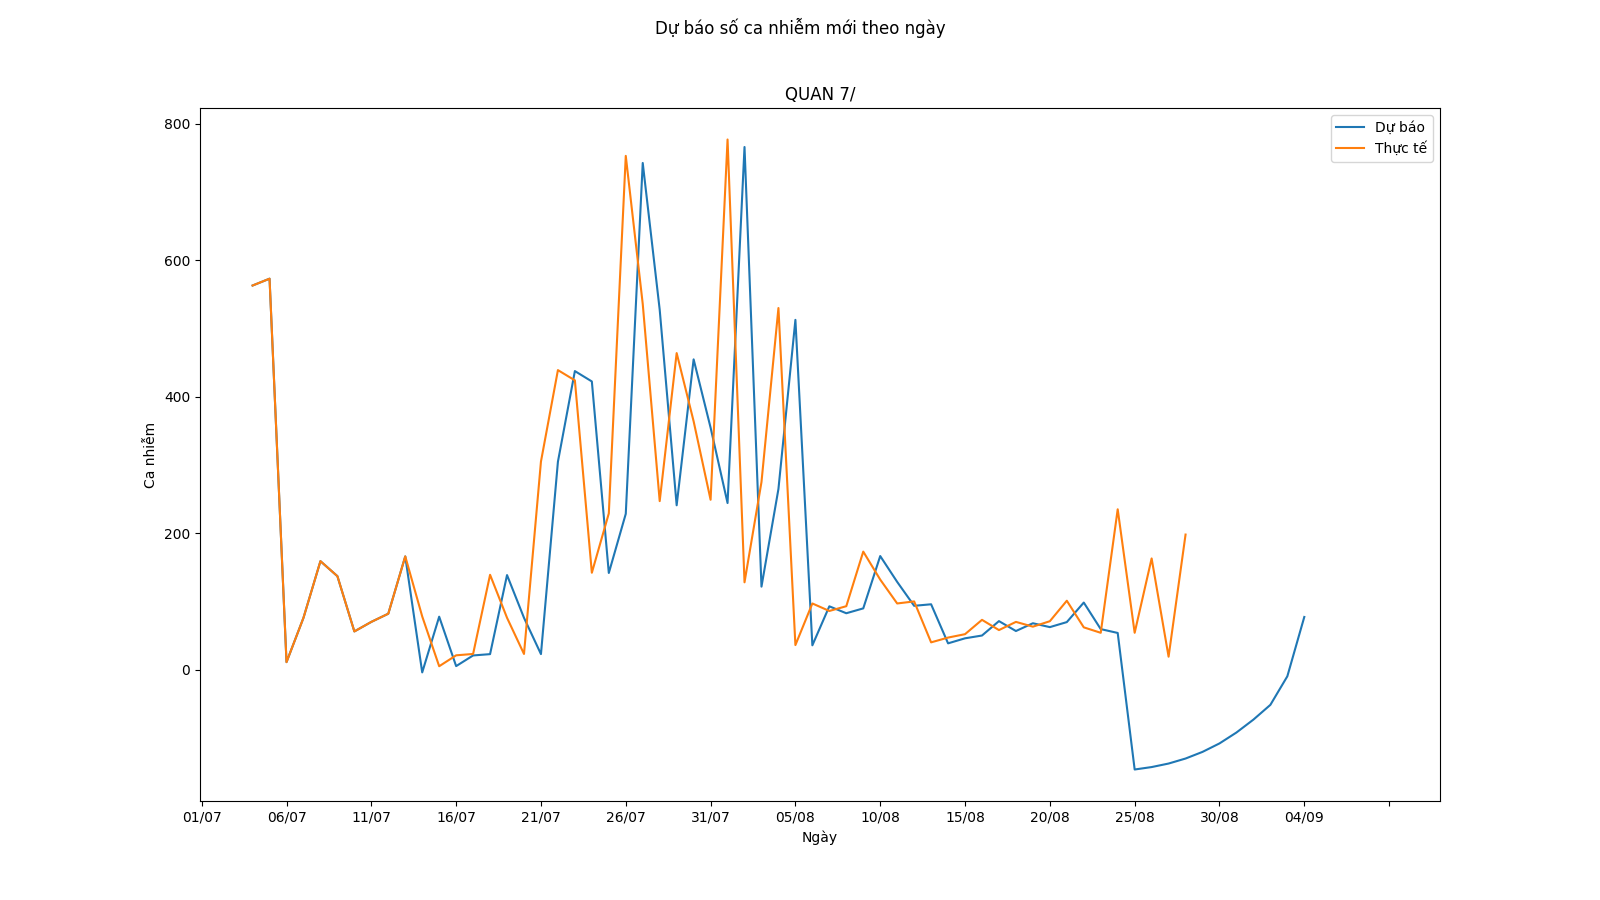 Dự báo số ca nhiễm mới theo ngày
QUAN 7/
Dự báo
Thực tế
800
600
400
200
0
Ca nhiễm
01/07 06/07 11/07 16/07 21/07 26/07 31/07 05/08 10/08 15/08 20/08 25/08 30/08 04/09
Ngày